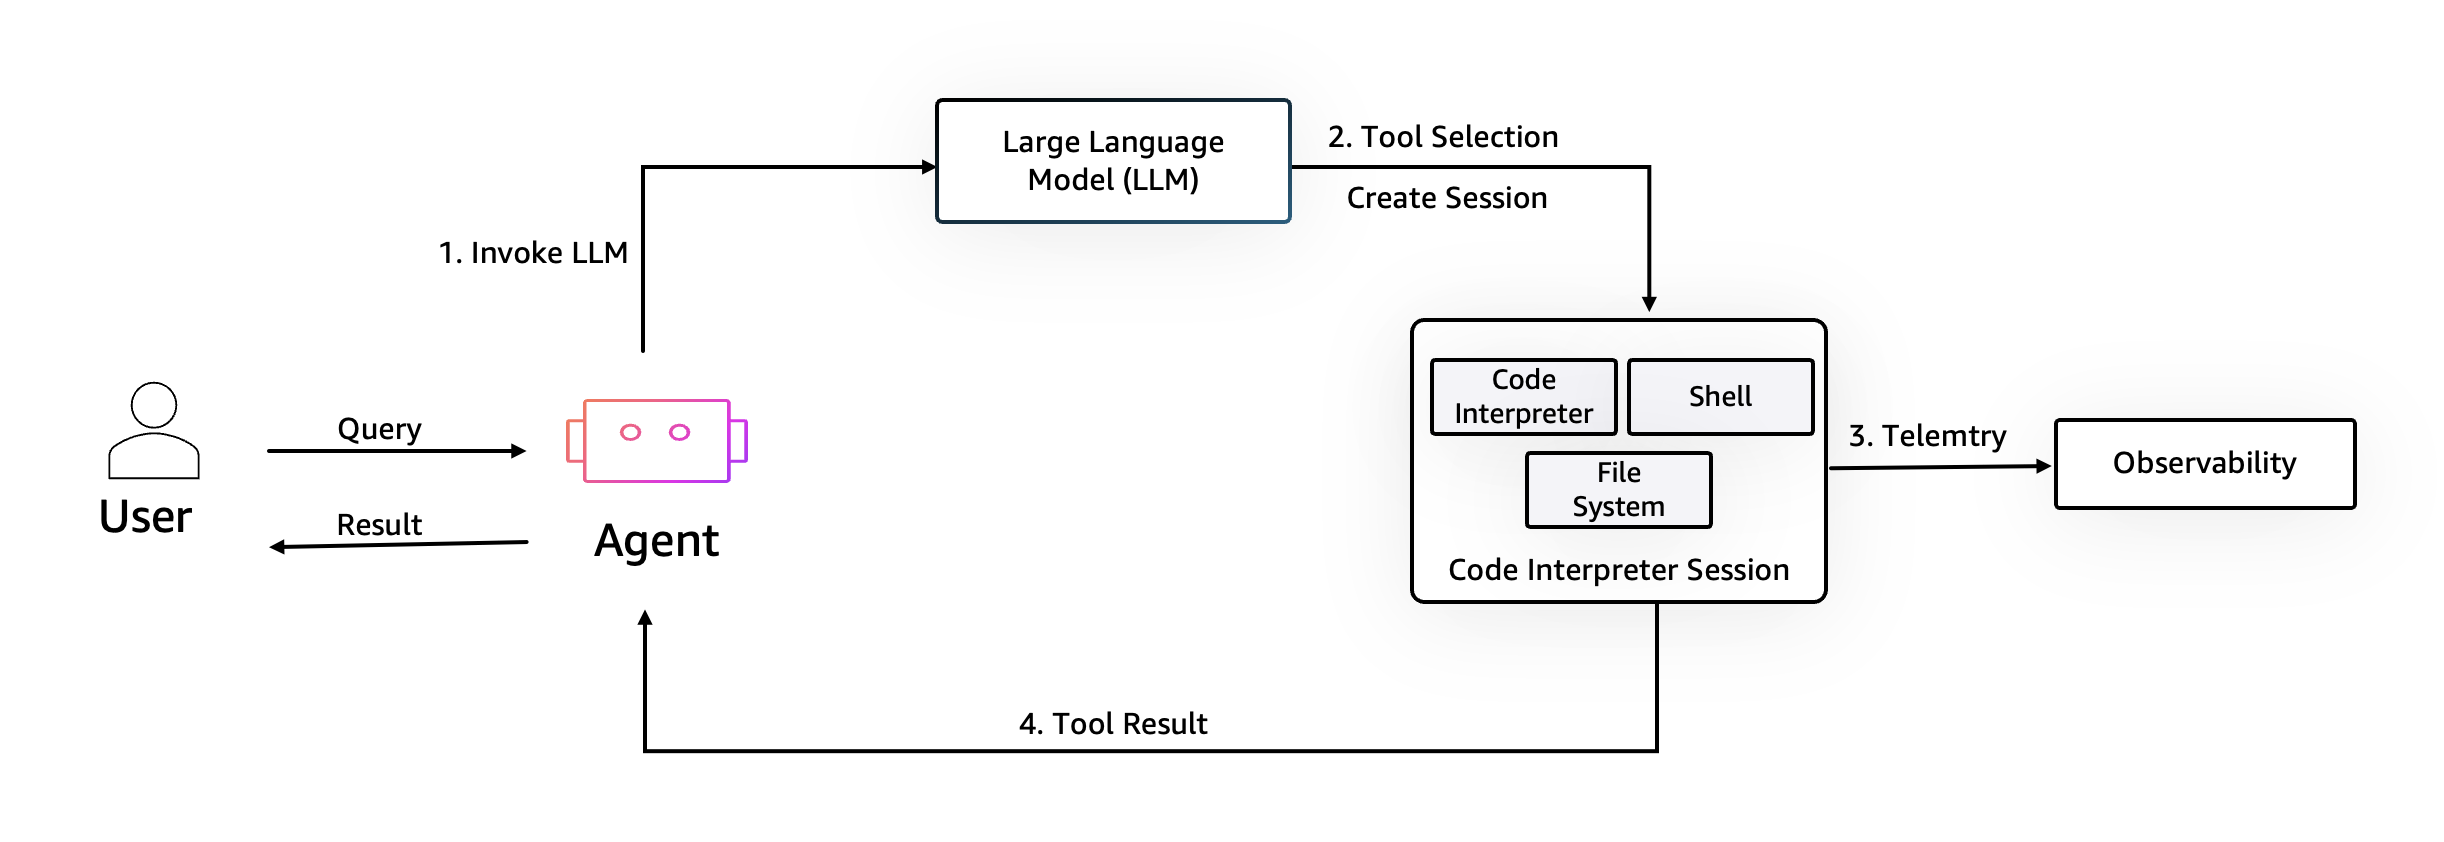 Large Language
Model (LLM)
2. Tool Selection
Create Session
1. Invoke LLM
Query
User
Result
Agent
Code
Interpreter
Shell
File
System
Code Interpreter Session
3. Telemtry
Observability
4. Tool Result